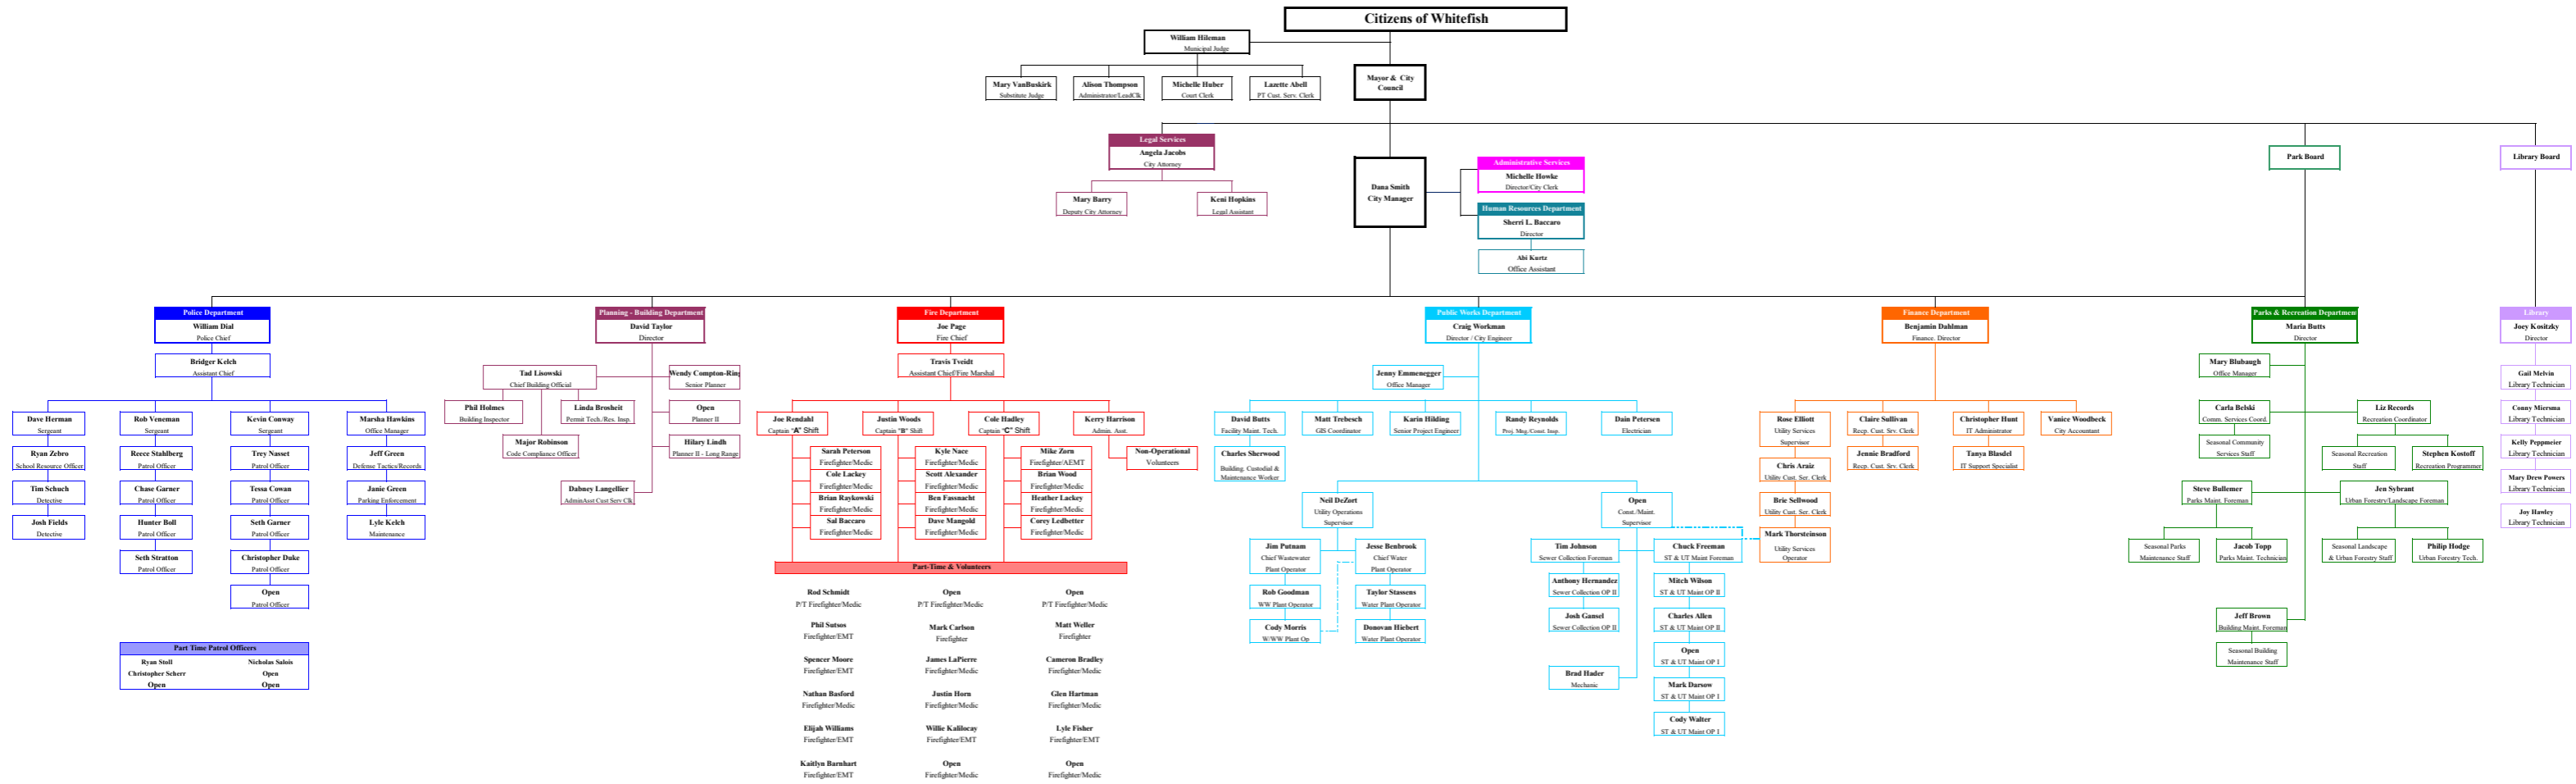 Citizens of Whitefish
William Hileman
Municipal Judge
Mary VanBuskirk
Substitute Judge
Alison Thompson
Administrator/LeadClk
Michelle Huber
Court Clerk
Lazette Abell
PT Cust. Serv. Clerk
Mayor & City
Council
Legal Services
Angela Jacobs
City Attorney
Mary Barry
Deputy City Attorney
Keni Hopkins
Legal Assistant
Dana Smith
City Manager
Administrative Services
Michelle Howke
Director/City Clerk
Human Resources Department
Sherri L. Baccaro
Director
Abi Kurtz
Office Assistant
Park Board
Library Board
Police Department
William Dial
Police Chief
Bridger Kelch
Assistant Chief
Dave Herman
Sergeant
Ryan Zebro
School Resource Officer
Tim Schuch
Detective
Josh Fields
Detective
Rob Veneman
Sergeant
Reece Stahlberg
Patrol Officer
Chase Garner
Patrol Officer
Hunter Boll
Patrol Officer
Seth Stratton
Patrol Officer
Kevin Conway
Sergeant
Trey Nasset
Patrol Officer
Tessa Cowan
Patrol Officer
Seth Garner
Patrol Officer
Christopher Duke
Patrol Officer
Open
Patrol Officer
Marsha Hawkins
Office Manager
Jeff Green
Defense Tactics/Records
Janie Green
Parking Enforcement
Lyle Kelch
Maintenance
Part Time Patrol Officers
Ryan Stoll
Nicholas Salois
Christopher Scherr
Open
Open
Open
Planning - Building Department
David Taylor
Director
Tad Lisowski
Chief Building Official
Wendy Compton-Ring
Senior Planner
Phil Holmes
Building Inspector
Linda Brosheit
Permit Tech./Res. Insp.
Open
Planner II
Major Robinson
Code Compliance Officer
Hilary Lindh
Planner II - Long Range
Dabney Langellier
AdminAsst Cust Serv Clk
Fire Department
Joe Page
Fire Chief
Travis Tveidt
Assistant Chief/Fire Marshal
Joe Rendahl
Captain "A" Shift
Sarah Peterson
Firefighter/Medic
Cole Lackey
Firefighter/Medic
Brian Raykowski
Firefighter/Medic
Sal Baccaro
Firefighter/Medic
Justin Woods
Captain "B" Shift
Kyle Nace
Firefighter/Medic
Scott Alexander
Firefighter/Medic
Ben Fassnacht
Firefighter/Medic
Dave Mangold
Firefighter/Medic
Cole Hadley
Captain "C" Shift
Mike Zorn
Firefighter/AEMT
Brian Wood
Firefighter/Medic
Heather Lackey
Firefighter/Medic
Corey Ledbetter
Firefighter/Medic
Kerry Harrison
Admin. Asst.
Non-Operational
Volunteers
Part-Time & Volunteers
Rod Schmidt
P/T Firefighter/Medic
Open
P/T Firefighter/Medic
Open
P/T Firefighter/Medic
Phil Sutsos
Firefighter/EMT
Mark Carlson
Firefighter
Matt Weller
Firefighter
Spencer Moore
Firefighter/EMT
James LaPierre
Firefighter/Medic
Cameron Bradley
Firefighter/Medic
Nathan Basford
Firefighter/Medic
Justin Horn
Firefighter/Medic
Glen Hartman
Firefighter/Medic
Elijah Williams
Firefighter/EMT
Willie Kalilocay
Firefighter/EMT
Lyle Fisher
Firefighter/EMT
Kaitlyn Barnhart
Firefighter/EMT
Open
Firefighter/Medic
Open
Firefighter/Medic
Public Works Department
Craig Workman
Director / City Engineer
Jenny Emmenegger
Office Manager
David Butts
Facility Maint. Tech.
Charles Sherwood
Building. Custodial &
Maintenance Worker
Matt Trebesch
GIS Coordinator
Karin Hilding
Senior Project Engineer
Randy Reynolds
Proj. Mng./Const. Insp.
Dain Petersen
Electrician
Neil DeZort
Utility Operations
Supervisor
Jim Putnam
Chief Wastewater
Plant Operator
Rob Goodman
WW Plant Operator
Cody Morris
W/WW Plant Op
Jesse Benbrook
Chief Water
Plant Operator
Taylor Stassens
Water Plant Operator
Donovan Hiebert
Water Plant Operator
Open
Const./Maint.
Supervisor
Tim Johnson
Sewer Collection Foreman
Anthony Hernandez
Sewer Collection OP II
Josh Gansel
Sewer Collection OP II
Brad Hader
Mechanic
Chuck Freeman
ST & UT Maint Foreman
Mitch Wilson
ST & UT Maint OP II
Charles Allen
ST & UT Maint OP II
Open
ST & UT Maint OP I
Mark Darsow
ST & UT Maint OP I
Cody Walter
ST & UT Maint OP I
Finance Department
Benjamin Dahlman
Finance. Director
Rose Elliott
Utility Services
Supervisor
Chris Araiz
Utility Cust. Ser. Clerk
Brie Sellwood
Utility Cust. Ser. Clerk
Mark Thorsteinson
Utility Services
Operator
Claire Sullivan
Recp. Cust. Srv. Clerk
Jennie Bradford
Recp. Cust. Srv. Clerk
Christopher Hunt
IT Administrator
Tanya Blasdel
IT Support Specialist
Vanice Woodbeck
City Accountant
Parks & Recreation Department
Maria Butts
Director
Mary Blubaugh
Office Manager
Carla Belski
Comm. Services Coord.
Seasonal Community
Services Staff
Liz Records
Recreation Coordinator
Seasonal Recreation
Staff
Stephen Kostoff
Recreation Programmer
Steve Bullemer
Parks Maint. Foreman
Seasonal Parks
Maintenance Staff
Jacob Topp
Parks Maint. Technician
Jen Sybrant
Urban Forestry/Landscape Foreman
Seasonal Landscape
& Urban Forestry Staff
Philip Hodge
Urban Forestry Tech.
Jeff Brown
Building Maint. Foreman
Seasonal Building
Maintenance Staff
Library
Joey Kositzky
Director
Gail Melvin
Library Technician
Conny Miersma
Library Technician
Kelly Peppmeier
Library Technician
Mary Drew Powers
Library Technician
Joy Hawley
Library Technician